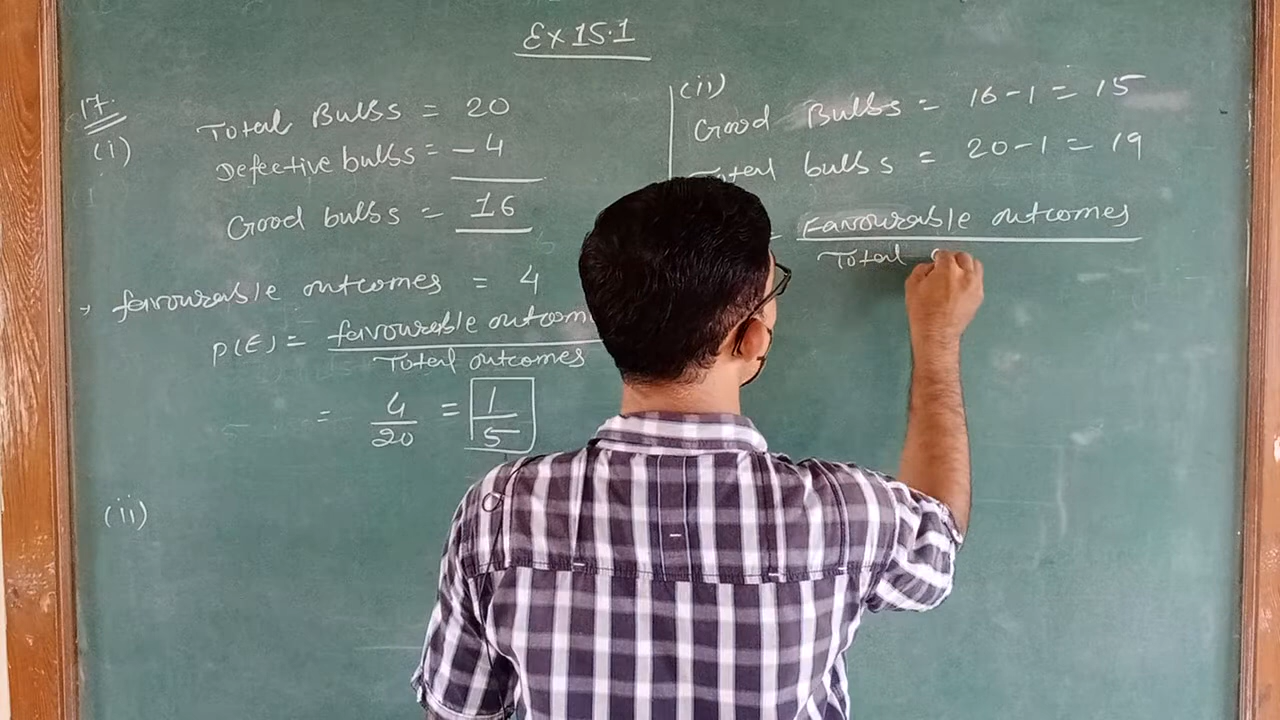 Ex 15.1
17.
(i)
Total Bulbs = 20
Defective bulbs = - 4
Good bulbs = 16
favourable outcomes = 4
P(E) = favourable outcom
Total outcomes
= 4/20 = 1/5
(ii)
(ii)
Good Bulbs = 16-1 = 15
Total bulbs = 20-1 = 19
= Favourable outcomes
Total